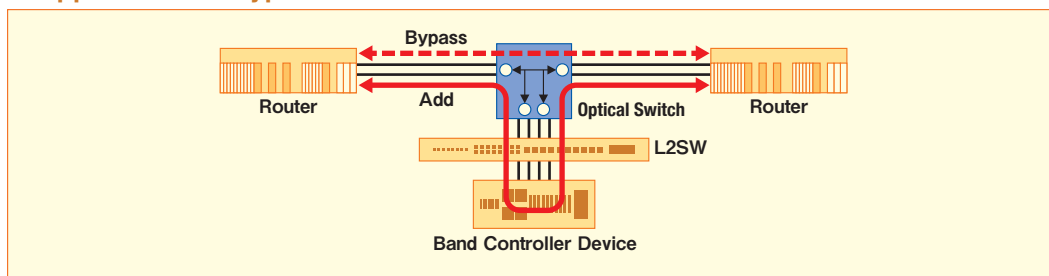 Bypass
Router
Add
Optical Switch
Router
L2SW
Band Controller Device